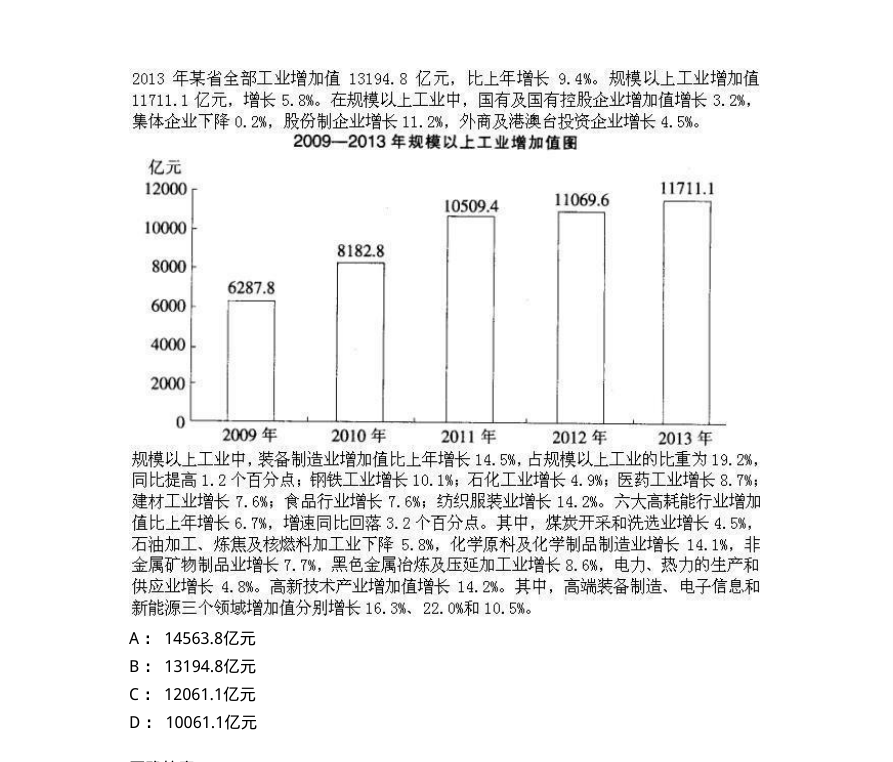 2013 年某省全部工业增加值 13194.8 亿元，比上年增长 9.4%。规模以上工业增加值
11711.1 亿元，增长 5.8%。在规模以上工业中，国有及国有控股企业增加值增长 3.2%，
集体企业下降 0.2%，股份制企业增长 11.2%，外商及港澳台投资企业增长 4.5%。
2009—2013 年规模以上工业增加值图
亿元
12000
10000
8000
6000
4000
2000
0
6287.8
8182.8
10509.4
11069.6
11711.1
2009 年
2010 年
2011 年
2012 年
2013 年
规模以上工业中，装备制造业增加值比上年增长 14.5%，占规模以上工业的比重为 19.2%，
同比提高 1.2 个百分点；钢铁工业增长 10.1%；石化工业增长 4.9%；医药工业增长 8.7%；
建材工业增长 7.6%；食品行业增长 7.6%；纺织服装业增长 14.2%。六大高耗能行业增加
值比上年增长 6.7%，增速同比回落 3.2 个百分点。其中，煤炭开采和洗选业增长 4.5%，
石油加工、炼焦及核燃料加工业下降 5.8%，化学原料及化学制品制造业增长 14.1%，非
金属矿物制品业增长 7.7%，黑色金属冶炼及压延加工业增长 8.6%，电力、热力的生产和
供应业增长 4.8%。高新技术产业增加值增长 14.2%。其中，高端装备制造、电子信息和
新能源三个领域增加值分别增长 16.3%、22.0%和 10.5%。
A： 14563.8亿元
B： 13194.8亿元
C： 12061.1亿元
D： 10061.1亿元